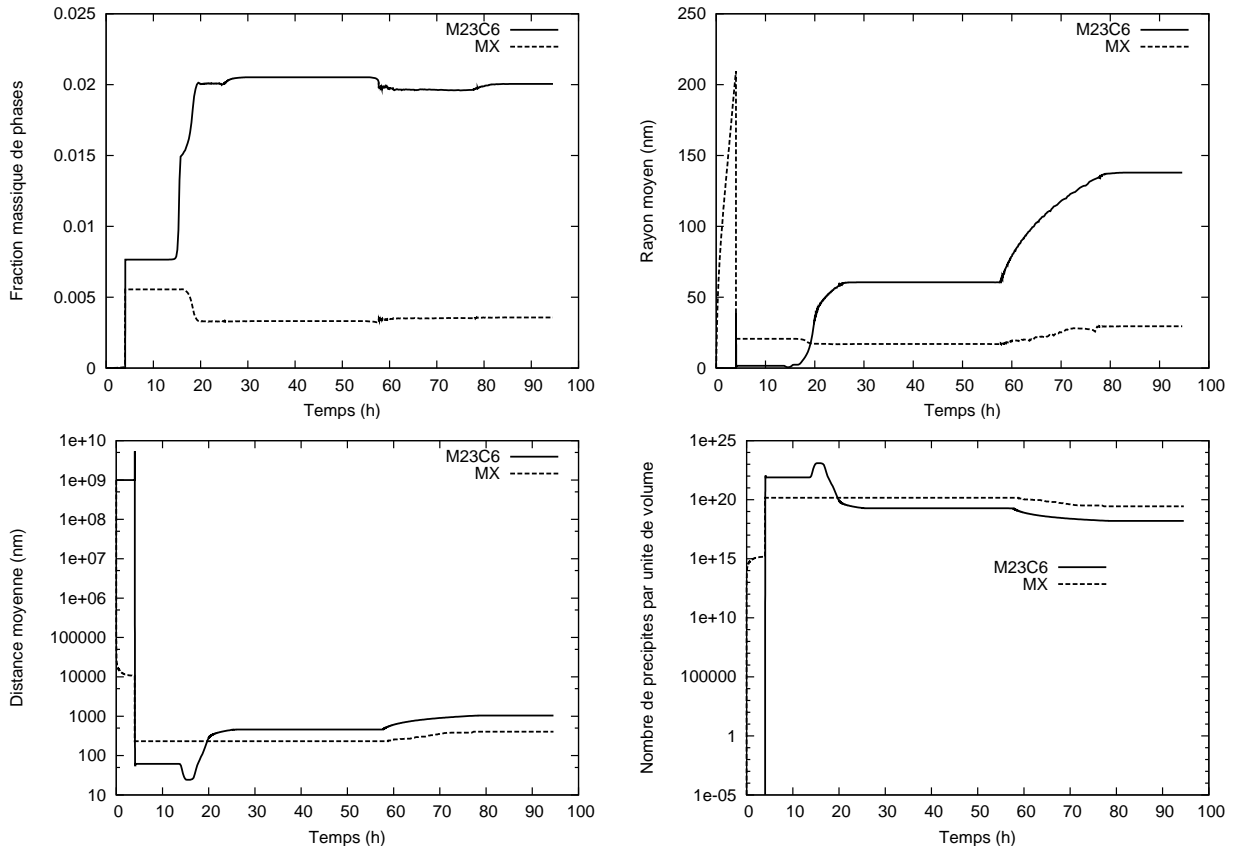 0.025
0.02
0.015
0.01
0.005
0
0 10 20 30 40 50 60 70 80 90 100
Fraction massique de phases
Temps (h)
M23C6
MX
250
200
150
100
50
0
0 10 20 30 40 50 60 70 80 90 100
Rayon moyen (nm)
Temps (h)
M23C6
MX
1e+10
1e+09
1e+08
1e+07
1e+06
100000
10000
1000
100
10
0 10 20 30 40 50 60 70 80 90 100
Distance moyenne (nm)
Temps (h)
M23C6
MX
1e+25
1e+20
1e+15
1e+10
100000
1
1e-05
0 10 20 30 40 50 60 70 80 90 100
Nombre de precipites par unite de volume
Temps (h)
M23C6
MX